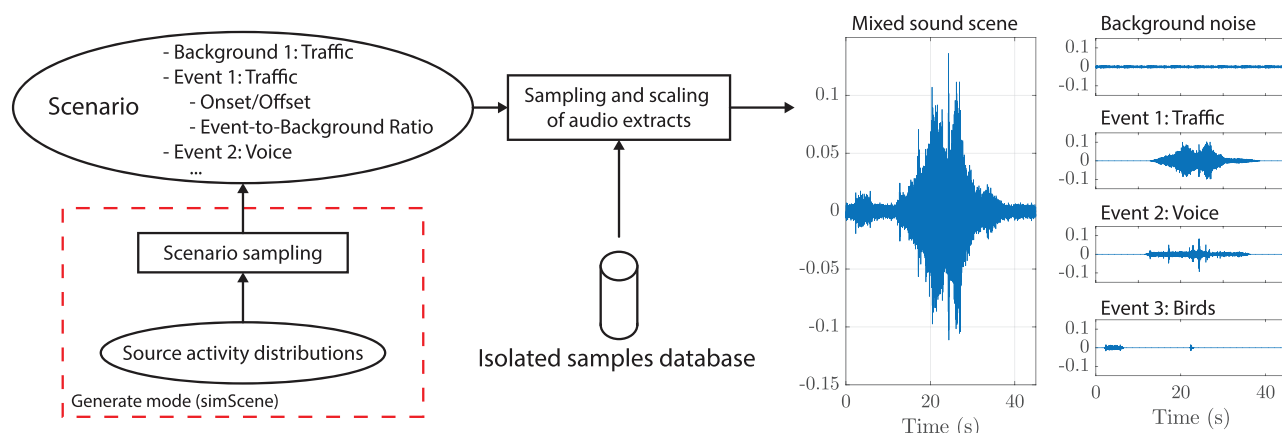 Scenario
- Background 1: Traffic
- Event 1: Traffic
- Onset/Offset
- Event-to-Background Ratio
- Event 2: Voice
...
Scenario sampling
Source activity distributions
Generate mode (simScene)
Sampling and scaling
of audio extracts
Isolated samples database
Mixed sound scene
0.1
0.05
0
-0.05
-0.1
-0.15
0
20
40
Time (s)
Background noise
0.1
0
-0.1
Event 1: Traffic
0.1
0
-0.1
Event 2: Voice
0.1
0
-0.1
Event 3: Birds
0.1
0
-0.1
0
20
40
Time (s)